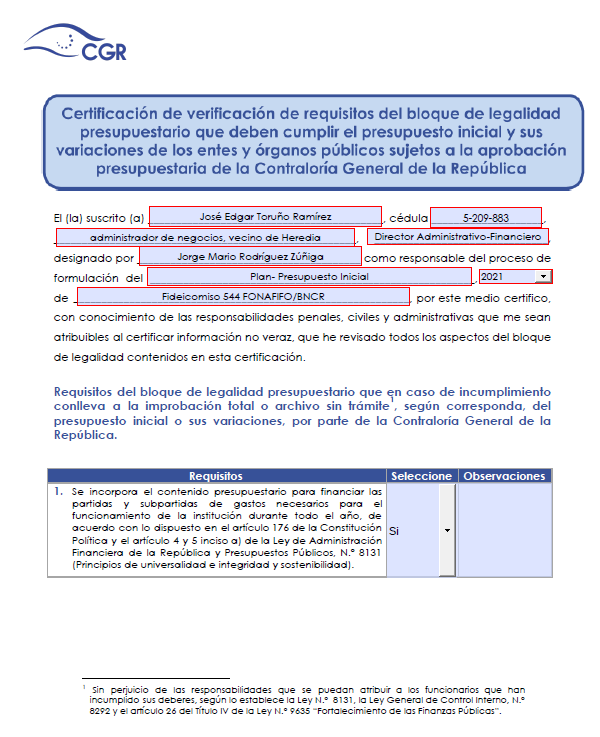 CGR
Certificación de verificación de requisitos del bloque de legalidad
presupuestario que deben cumplir el presupuesto inicial y sus
variaciones de los entes y órganos públicos sujetos a la aprobación
presupuestaria de la Contraloría General de la República
El (la) suscrito (a) José Edgar Toruño Ramírez, cédula 5-209-883,
administrador de negocios, vecino de Heredia, Director Administrativo-Financiero,
designado por Jorge Mario Rodríguez Zúñiga como responsable del proceso de
formulación del Plan- Presupuesto Inicial, 2021
de Fideicomiso 544 FONAFIFO/BNCR, por este medio certifico,
con conocimiento de las responsabilidades penales, civiles y administrativas que me sean
atribuibles al certificar información no veraz, que he revisado todos los aspectos del bloque
de legalidad contenidos en esta certificación.
Requisitos del bloque de legalidad presupuestario que en caso de incumplimiento
conlleva a la improbación total o archivo sin trámite1, según corresponda, del
presupuesto inicial o sus variaciones, por parte de la Contraloría General de la
República.
Requisitos Seleccione Observaciones
1. Se incorpora el contenido presupuestario para financiar las
partidas y subpartidas de gastos necesarios para el
funcionamiento de la institución durante todo el año, de
acuerdo con lo dispuesto en el artículo 176 de la Constitución
Política y el artículo 4 y 5 inciso a) de la Ley de Administración
Financiera de la República y Presupuestos Públicos, N.° 8131
(Principios de universalidad e integridad y sostenibilidad).
Si
1 Sin perjuicio de las responsabilidades que se puedan atribuir a los funcionarios que han
incumplido sus deberes, según lo establece la Ley N.° 8131, la Ley General de Control Interno, N.°
8292 y el artículo 26 del Título IV de la Ley N.° 9635 “Fortalecimiento de las Finanzas Públicas”.